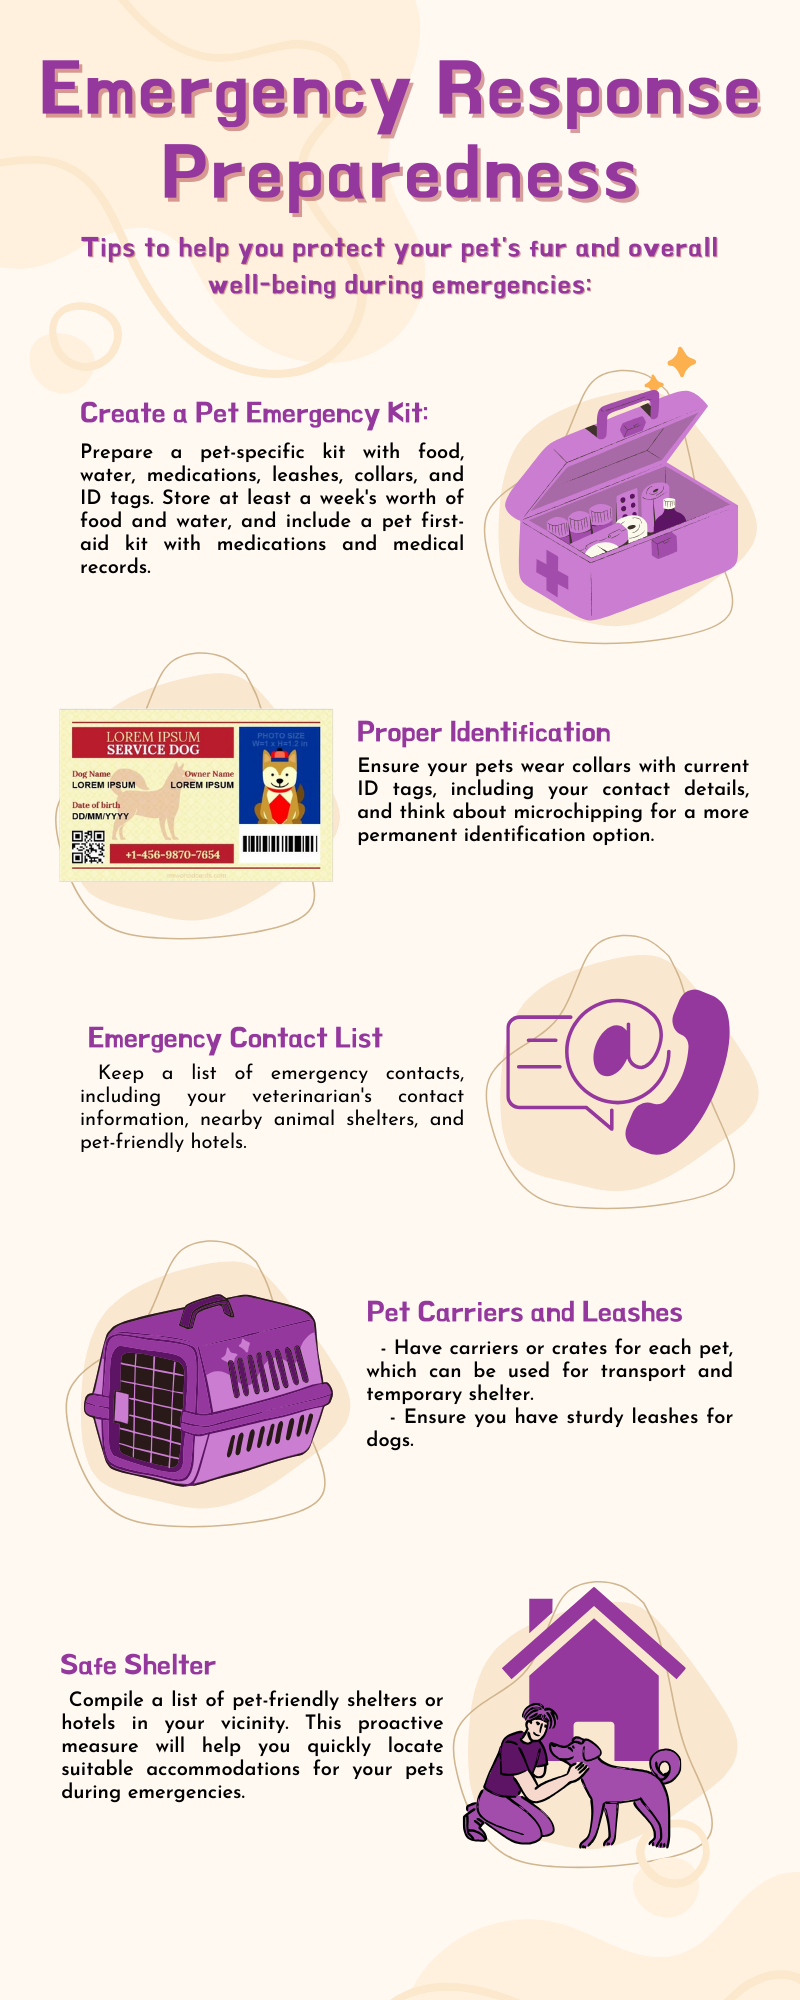 Emergency Response
Preparedness
Tips to help you protect your pet's fur and overall
well-being during emergencies:
Create a Pet Emergency Kit:
Prepare a pet-specific kit with food,
water, medications, leashes, collars, and
ID tags. Store at least a week's worth of
food and water, and include a pet first-
aid kit with medications and medical
records.
LOREM IPSUM
SERVICE DOG
PHOTO SIZE
W=1 x H=1.2 in
Dog Name
Owner Name
LOREM IPSUM
LOREM IPSUM
Date of birth
DD/MM/YYYY
+1-456-9870-7654
Proper Identification
Ensure your pets wear collars with current
ID tags, including your contact details,
and think about microchipping for a more
permanent identification option.
Emergency Contact List
Keep a list of emergency contacts,
including your veterinarian's contact
information, nearby animal shelters, and
pet-friendly hotels.
@
Pet Carriers and Leashes
- Have carriers or crates for each pet,
which can be used for transport and
temporary shelter.
- Ensure you have sturdy leashes for
dogs.
Safe Shelter
Compile a list of pet-friendly shelters or
hotels in your vicinity. This proactive
measure will help you quickly locate
suitable accommodations for your pets
during emergencies.